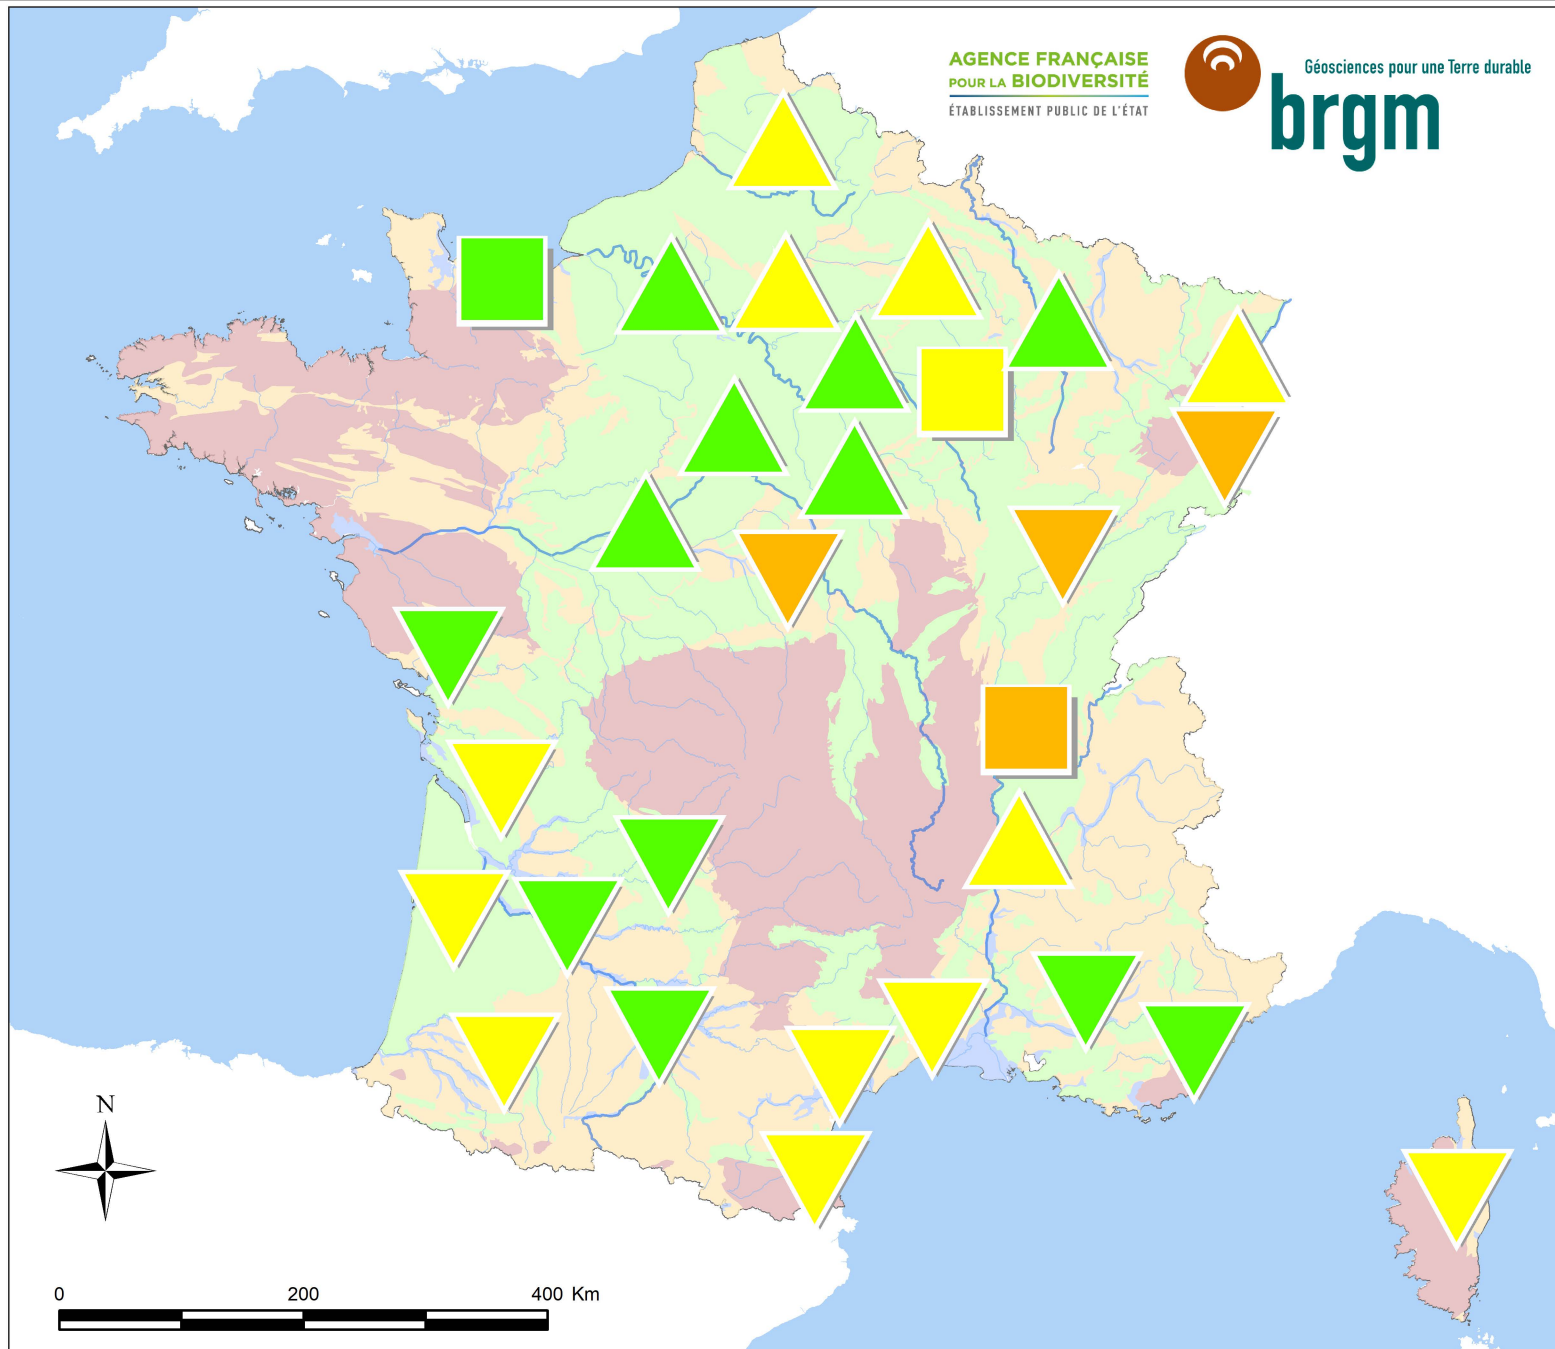 AGENCE FRANÇAISE
POUR LA BIODIVERSITÉ
ÉTABLISSEMENT PUBLIC DE L'ÉTAT
Géosciences pour une Terre durable
brgm
N
0 200 400 Km